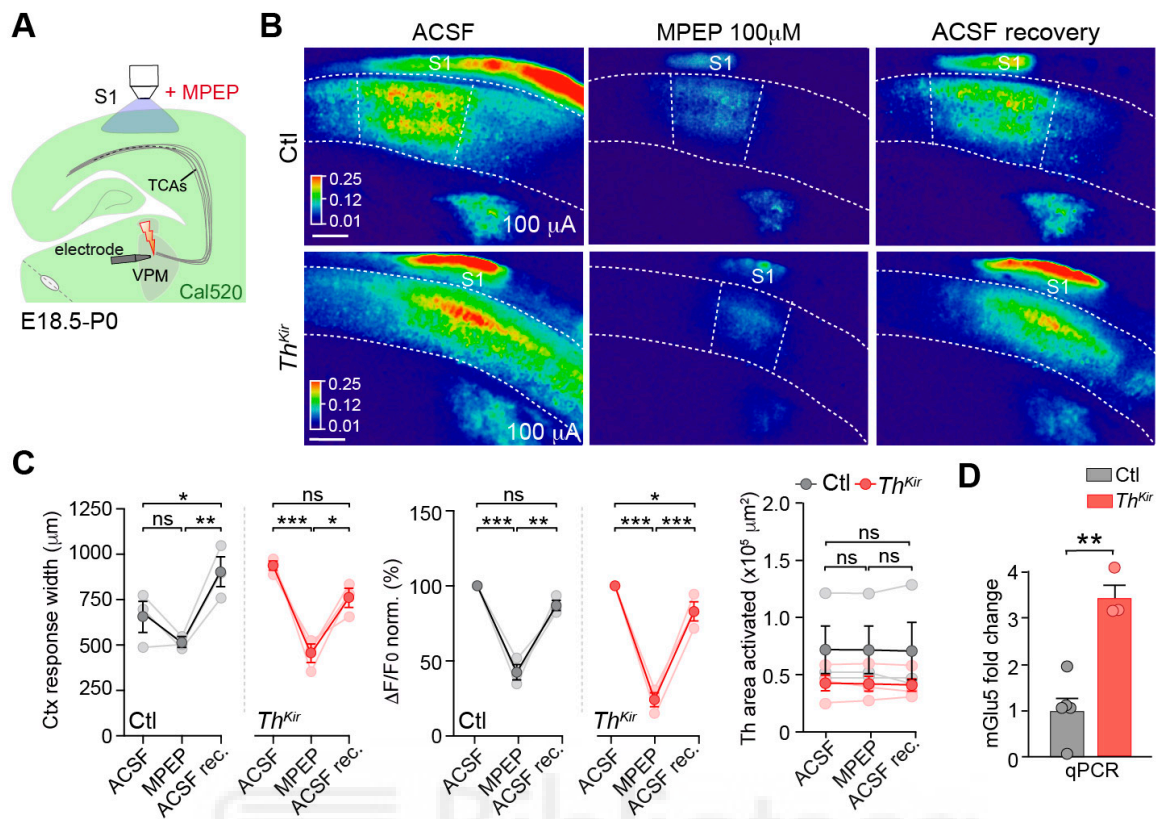 A
S1
+ MPEP
TCAs
electrode
VPM
Cal520
E18.5-P0
B
ACSF
MPEP 100μM
ACSF recovery
Ctl
S1
S1
S1
0.25
0.12
0.01
100 μA
Th^Kir
S1
S1
S1
0.25
0.12
0.01
100 μA
C
Ctx response width (μm)
1250
1000
750
500
250
0
*
ns
**
Ctl
ACSF
MPEP
ACSF rec.
ns
***
*
Th^Kir
ACSF
MPEP
ACSF rec.
ΔF/F0 norm. (%)
150
100
50
0
ns
***
**
Ctl
ACSF
MPEP
ACSF rec.
*
***
***
Th^Kir
ACSF
MPEP
ACSF rec.
Ctl
Th^Kir
Th area activated (x10⁵ μm²)
2.0
1.5
1.0
0.5
0
ns
ns
ns
ACSF
MPEP
ACSF rec.
D
Ctl
Th^Kir
mGlu5 fold change
4
3
2
1
0
**
qPCR